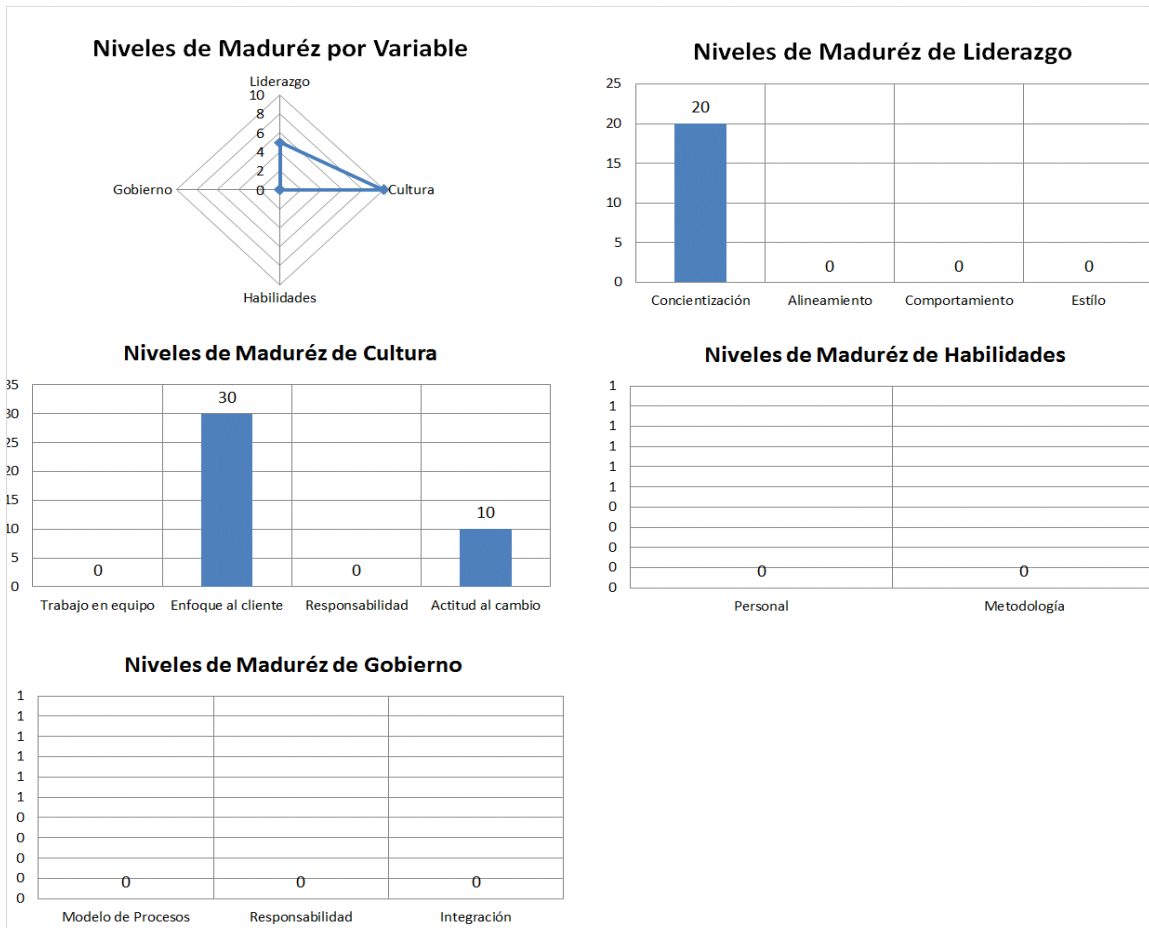 Niveles de Maduréz por Variable
Liderazgo
10
8
6
4
2
0
Gobierno
Cultura
Habilidades
Niveles de Maduréz de Liderazgo
25
20
15
10
5
0
20
0
0
0
Concientización
Alineamiento
Comportamiento
Estílo
Niveles de Maduréz de Cultura
35
30
25
20
15
10
5
0
0
30
0
10
Trabajo en equipo
Enfoque al cliente
Responsabilidad
Actitud al cambio
Niveles de Maduréz de Habilidades
1
1
1
1
1
1
0
0
0
0
0
0
0
Personal
Metodología
Niveles de Maduréz de Gobierno
1
1
1
1
1
1
0
0
0
0
0
0
0
0
Modelo de Procesos
Responsabilidad
Integración